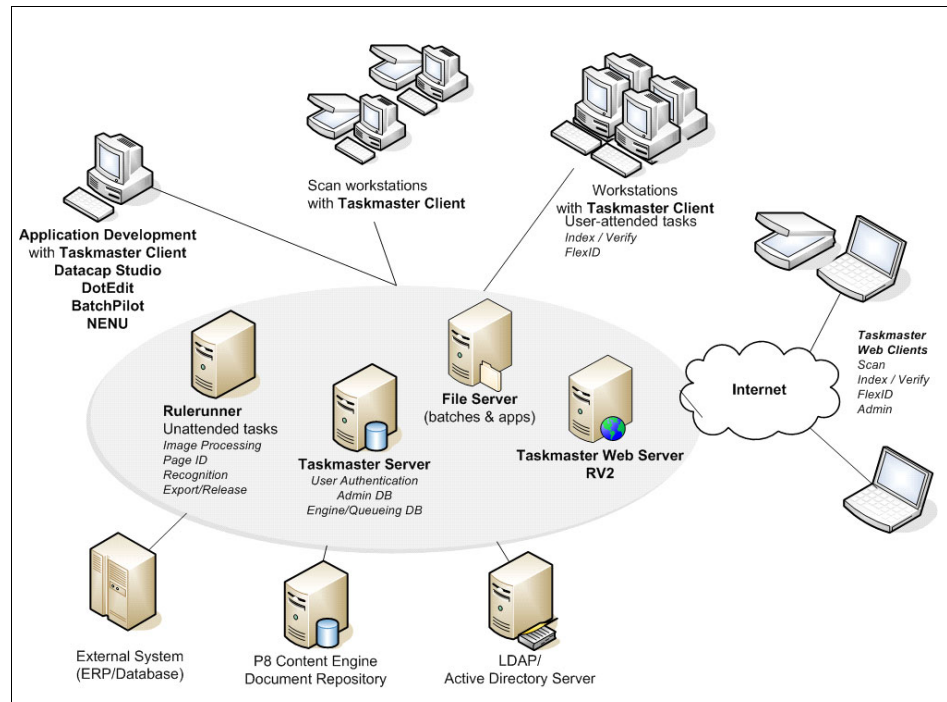 Scan workstations
with Taskmaster Client
Workstations
with Taskmaster Client
User-attended tasks
Index / Verify
FlexID
Application Development
with Taskmaster Client
Datacap Studio
DotEdit
BatchPilot
NENU
Taskmaster
Web Clients
Scan
Index / Verify
FlexID
Admin
Internet
Rulerunner
Unattended tasks
Image Processing
Page ID
Recognition
Export/Release
Taskmaster Server
User Authentication
Admin DB
Engine/Queueing DB
File Server
(batches & apps)
Taskmaster Web Server
RV2
External System
(ERP/Database)
P8 Content Engine
Document Repository
LDAP/
Active Directory Server